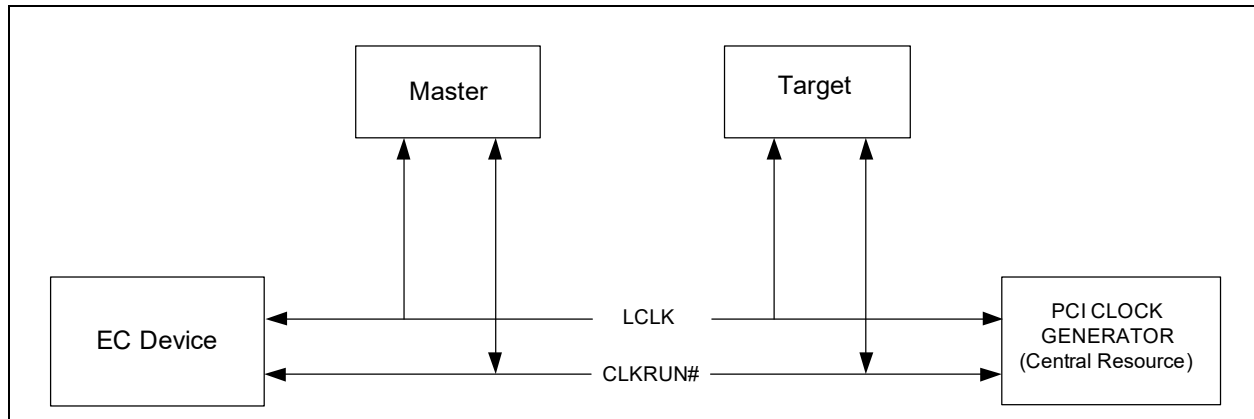 Master
Target
EC Device
LCLK
CLKRUN#
PCI CLOCK
GENERATOR
(Central Resource)